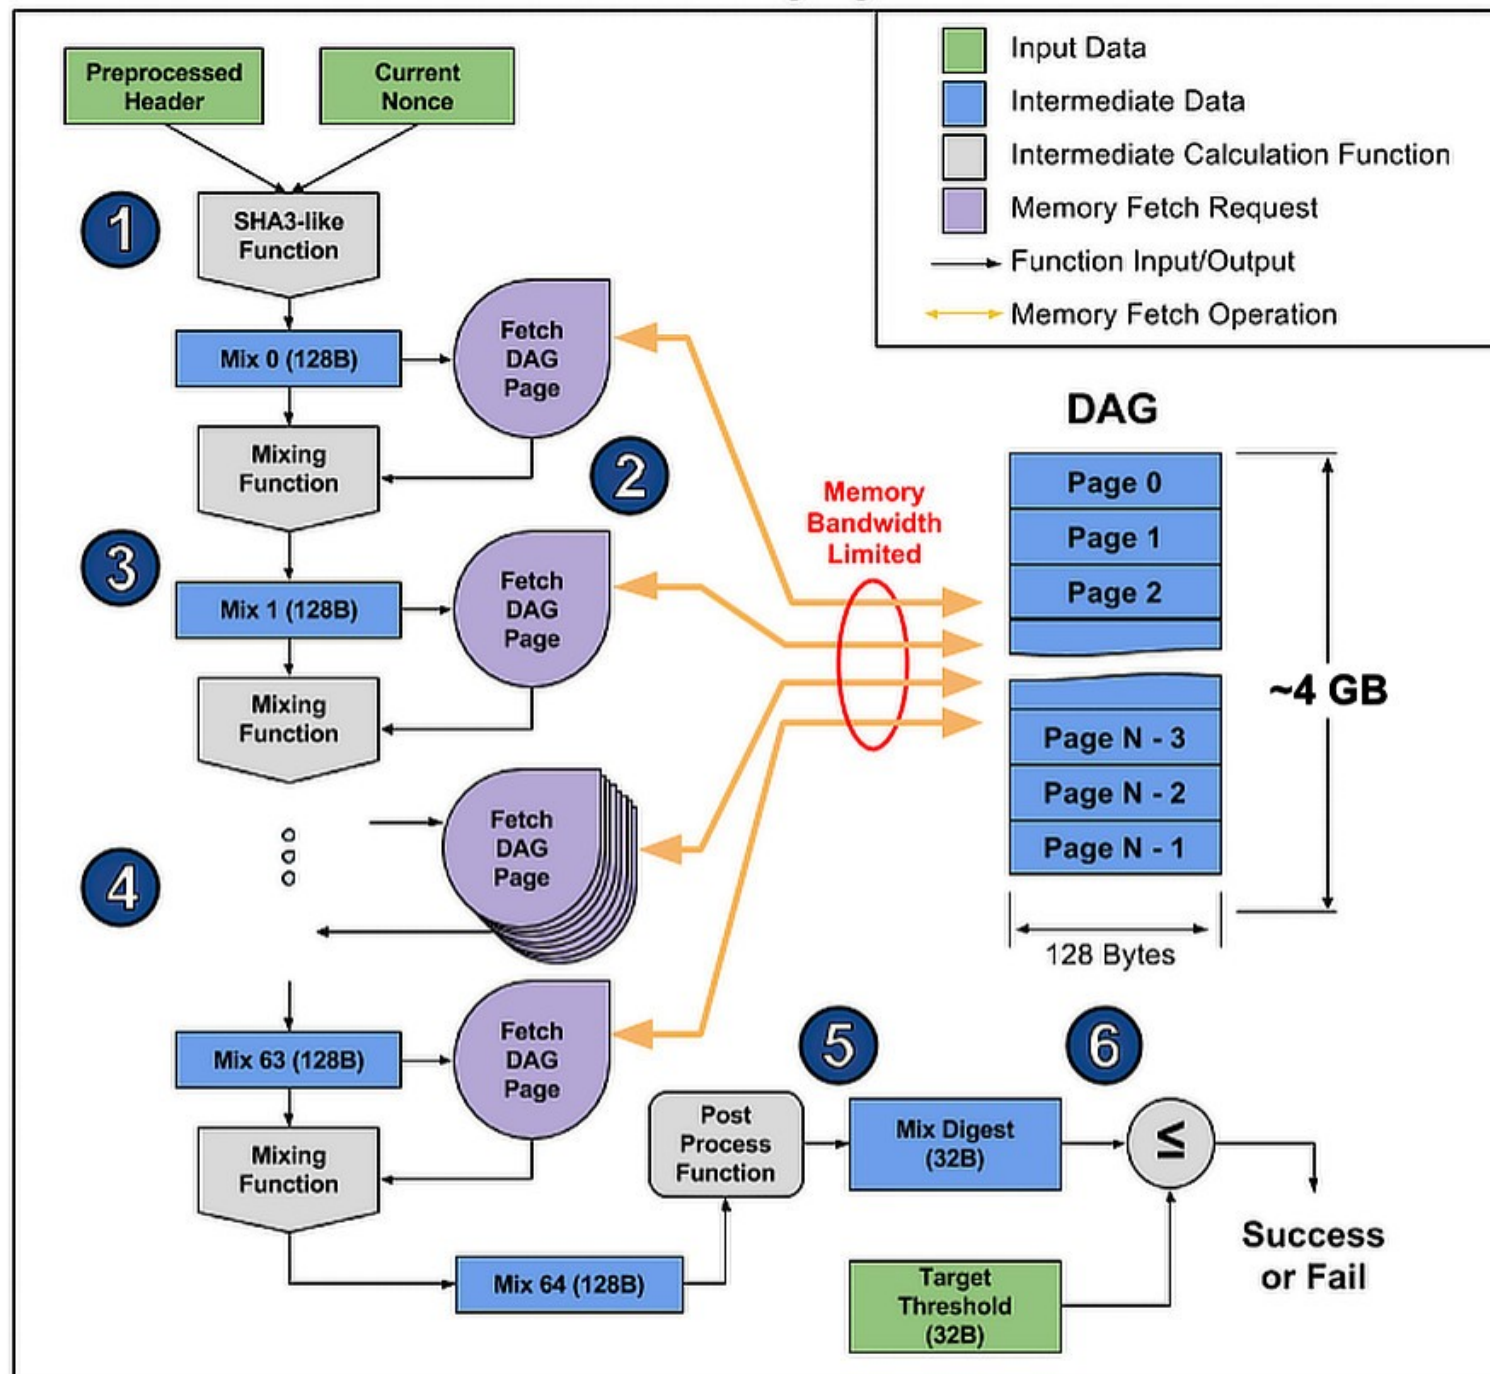 Preprocessed
Header
Current
Nonce
Input Data
Intermediate Data
Intermediate Calculation Function
Memory Fetch Request
Function Input/Output
Memory Fetch Operation
1
SHA3-like
Function
Mix 0 (128B)
Fetch
DAG
Page
Mixing
Function
2
3
Mix 1 (128B)
Fetch
DAG
Page
Mixing
Function
4
Fetch
DAG
Page
Mix 63 (128B)
Fetch
DAG
Page
Mixing
Function
Mix 64 (128B)
Memory
Bandwidth
Limited
DAG
Page 0
Page 1
Page 2
Page N - 3
Page N - 2
Page N - 1
~4 GB
128 Bytes
5
6
Post
Process
Function
Mix Digest
(32B)
≤
Target
Threshold
(32B)
Success
or Fail